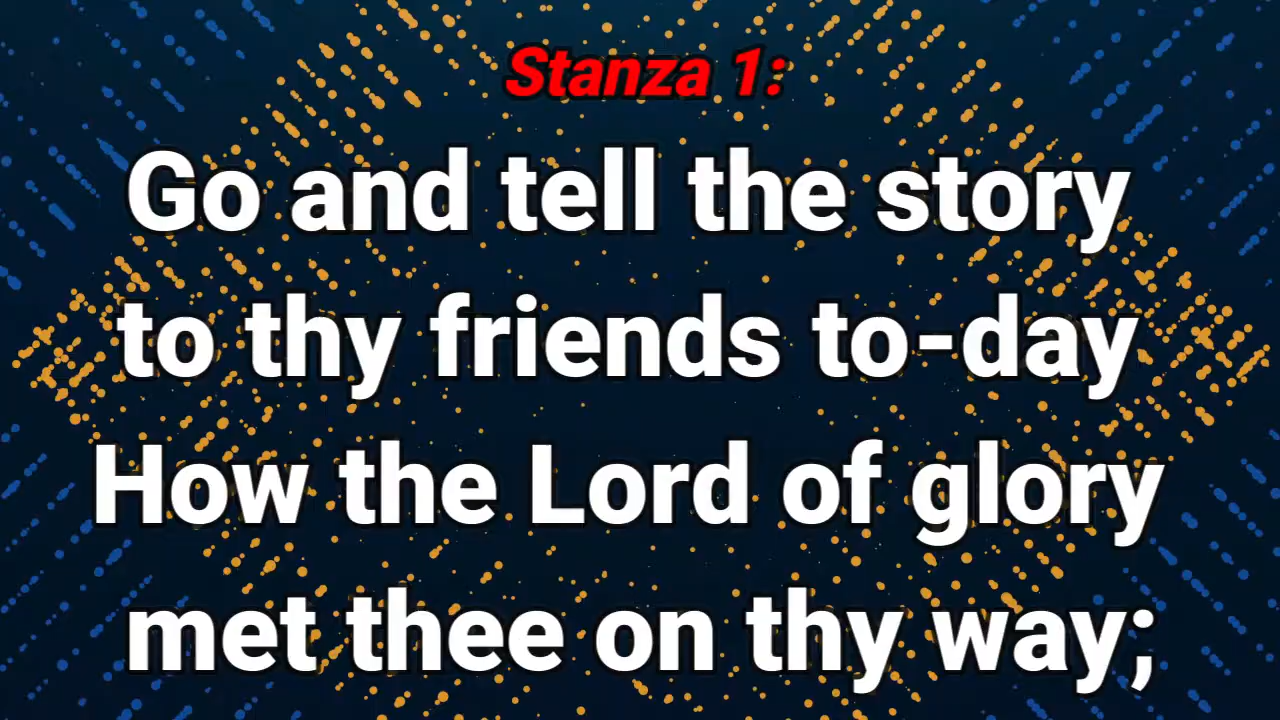 Stanza 1:
Go and tell the story
to thy friends to-day
How the Lord of glory
met thee on thy way;